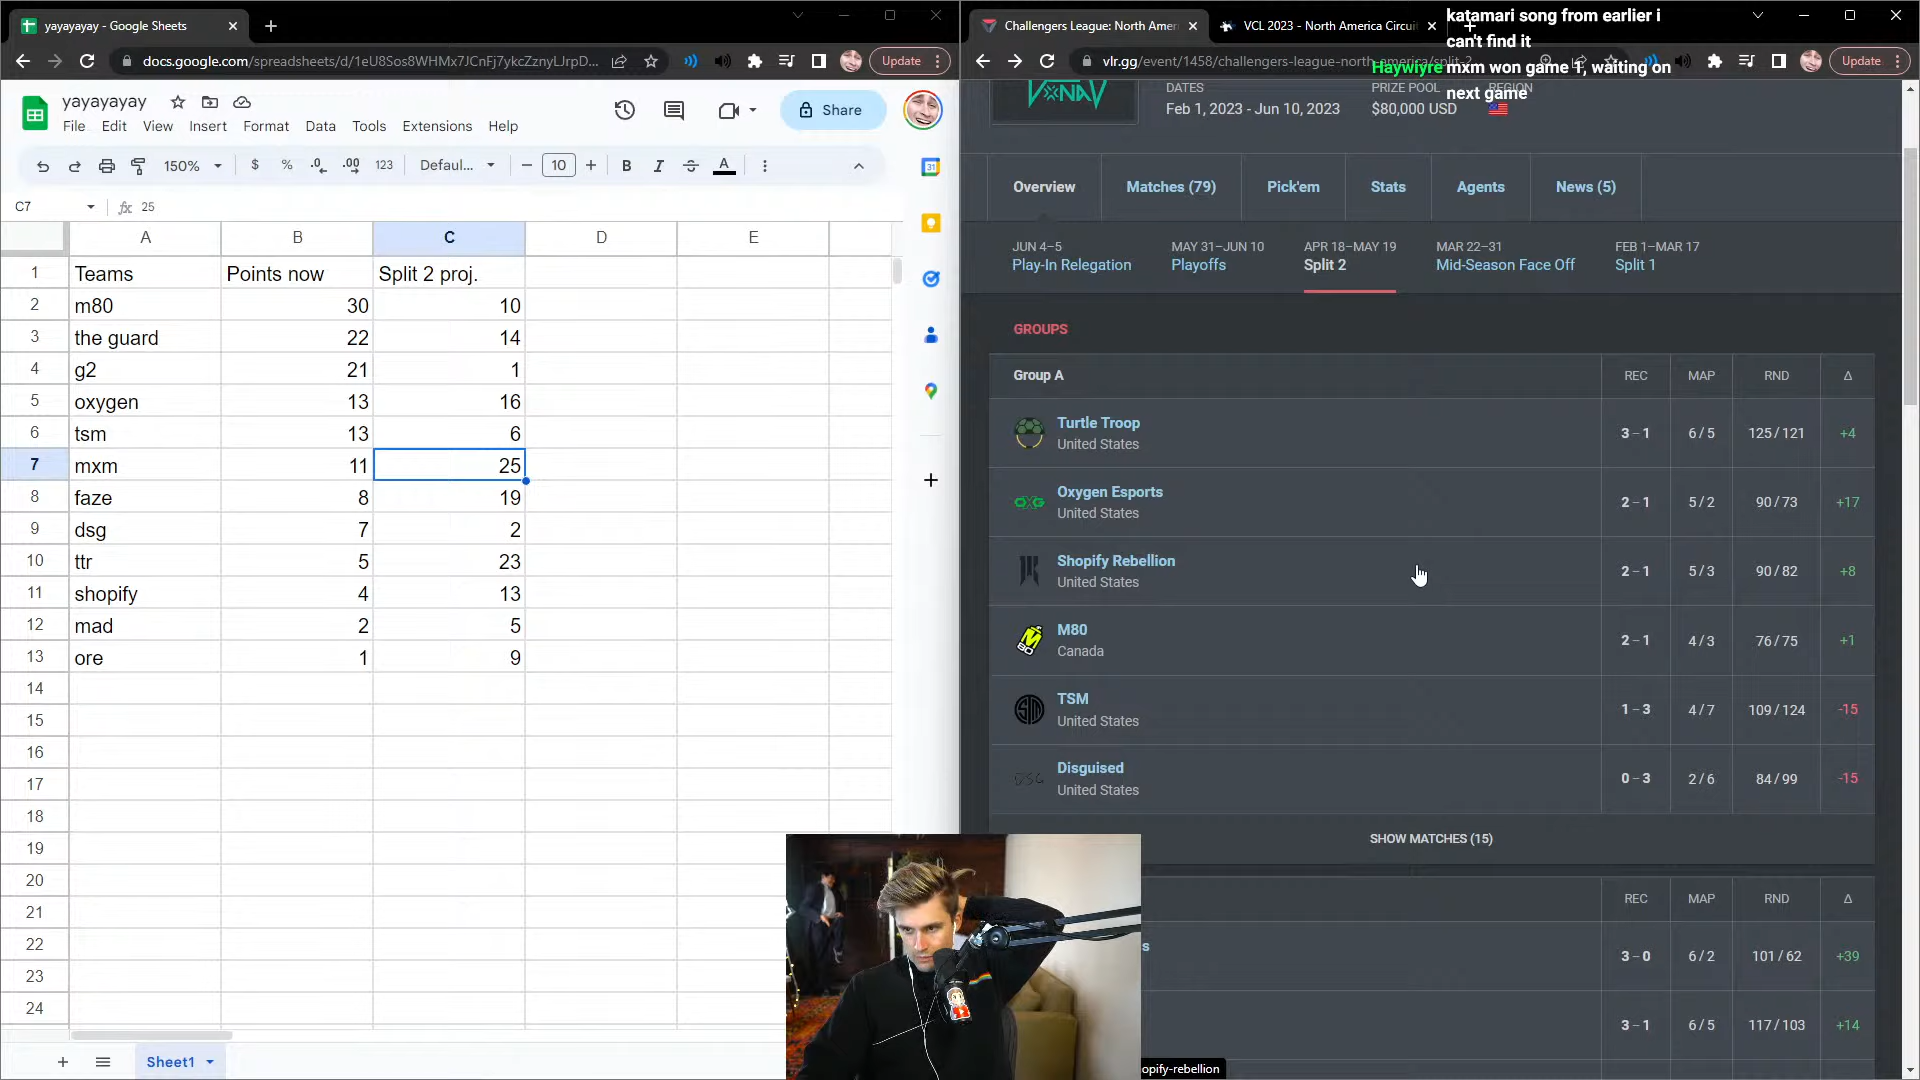 yayayayay - Google Sheets
docs.google.com/spreadsheets/d/1eU8Sos8WHMx7JCnFj7ykcZznyLJrpD...
Update
yayayayay
File Edit View Insert Format Data Tools Extensions Help
Share
150% $ % .0 .00 123 Defaul... 10 B I S A
C7 fx 25
A B C D E
1 Teams Points now Split 2 proj.
2 m80 30 10
3 the guard 22 14
4 g2 21 1
5 oxygen 13 16
6 tsm 13 6
7 mxm 11 25
8 faze 8 19
9 dsg 7 2
10 ttr 5 23
11 shopify 4 13
12 mad 2 5
13 ore 1 9
14
15
16
17
18
19
20
21
22
23
24
Sheet1
31
Challengers League: North Amer
VCL 2023 - North America Circui
vlr.gg/event/1458/challengers-league-north-america/split-2
Update
katamari song from earlier i
can't find it
Haywiyre mxm won game 1, waiting on
next game
DATES
Feb 1, 2023 - Jun 10, 2023
PRIZE POOL
$80,000 USD
REGION
Overview Matches (79) Pick'em Stats Agents News (5)
JUN 4–5
Play-In Relegation
MAY 31–JUN 10
Playoffs
APR 18–MAY 19
Split 2
MAR 22–31
Mid-Season Face Off
FEB 1–MAR 17
Split 1
GROUPS
Group A REC MAP RND Δ
Turtle Troop
United States
3 – 1 6 / 5 125 / 121 +4
Oxygen Esports
United States
2 – 1 5 / 2 90 / 73 +17
Shopify Rebellion
United States
2 – 1 5 / 3 90 / 82 +8
M80
Canada
2 – 1 4 / 3 76 / 75 +1
TSM
United States
1 – 3 4 / 7 109 / 124 -15
Disguised
United States
0 – 3 2 / 6 84 / 99 -15
SHOW MATCHES (15)
REC MAP RND Δ
s
3 – 0 6 / 2 101 / 62 +39
3 – 1 6 / 5 117 / 103 +14
opify-rebellion